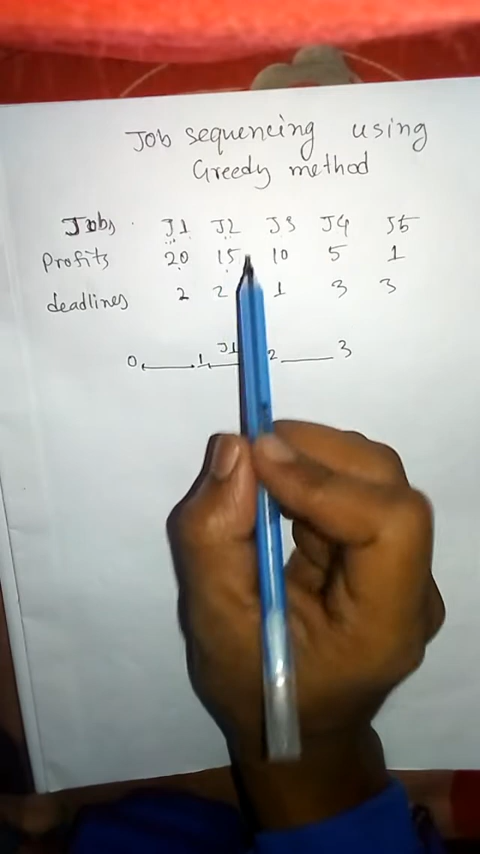 Job sequencing using
Greedy method
Jobs. J1 J2 J3 J4 J5
Profits 20 15 10 5 1
deadlines 2 2 1 3 3
J1
0 1 2 3